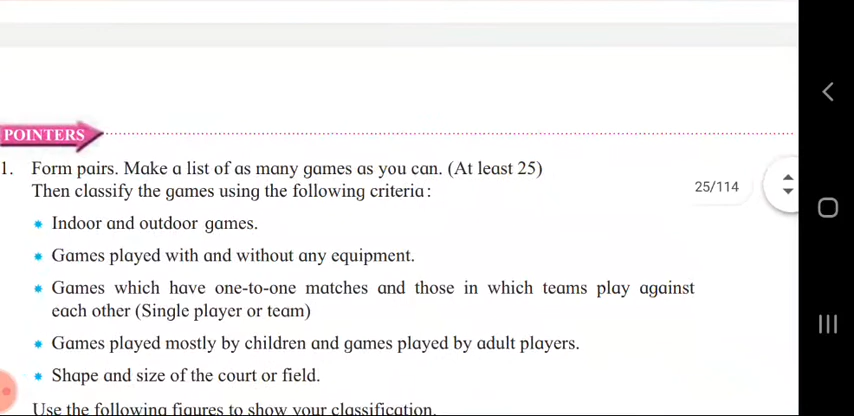 POINTERS
1. Form pairs. Make a list of as many games as you can. (At least 25)
Then classify the games using the following criteria:
25/114
* Indoor and outdoor games.
* Games played with and without any equipment.
* Games which have one-to-one matches and those in which teams play against
each other (Single player or team)
* Games played mostly by children and games played by adult players.
* Shape and size of the court or field.
Use the following figures to show your classification.